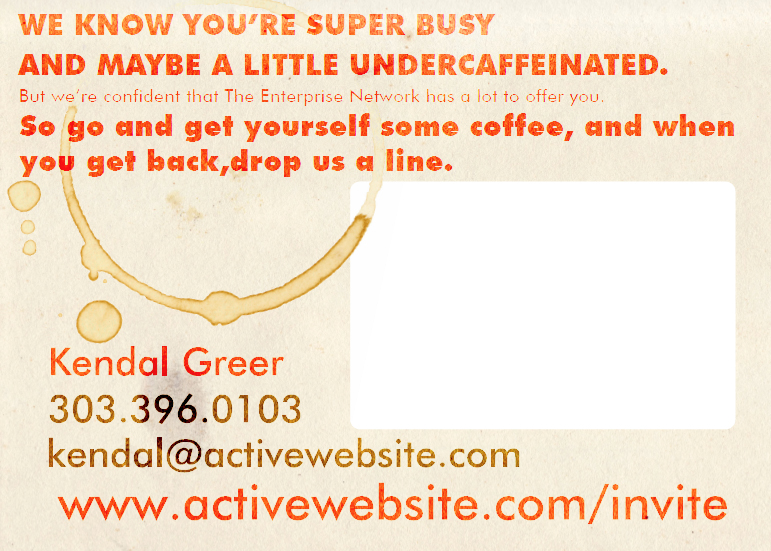 WE KNOW YOU'RE SUPER BUSY
AND MAYBE A LITTLE UNDERCAFFEINATED.
But we're confident that The Enterprise Network has a lot to offer you.
So go and get yourself some coffee, and when
you get back,drop us a line.
Kendal Greer
303.396.0103
kendal@activewebsite.com
www.activewebsite.com/invite